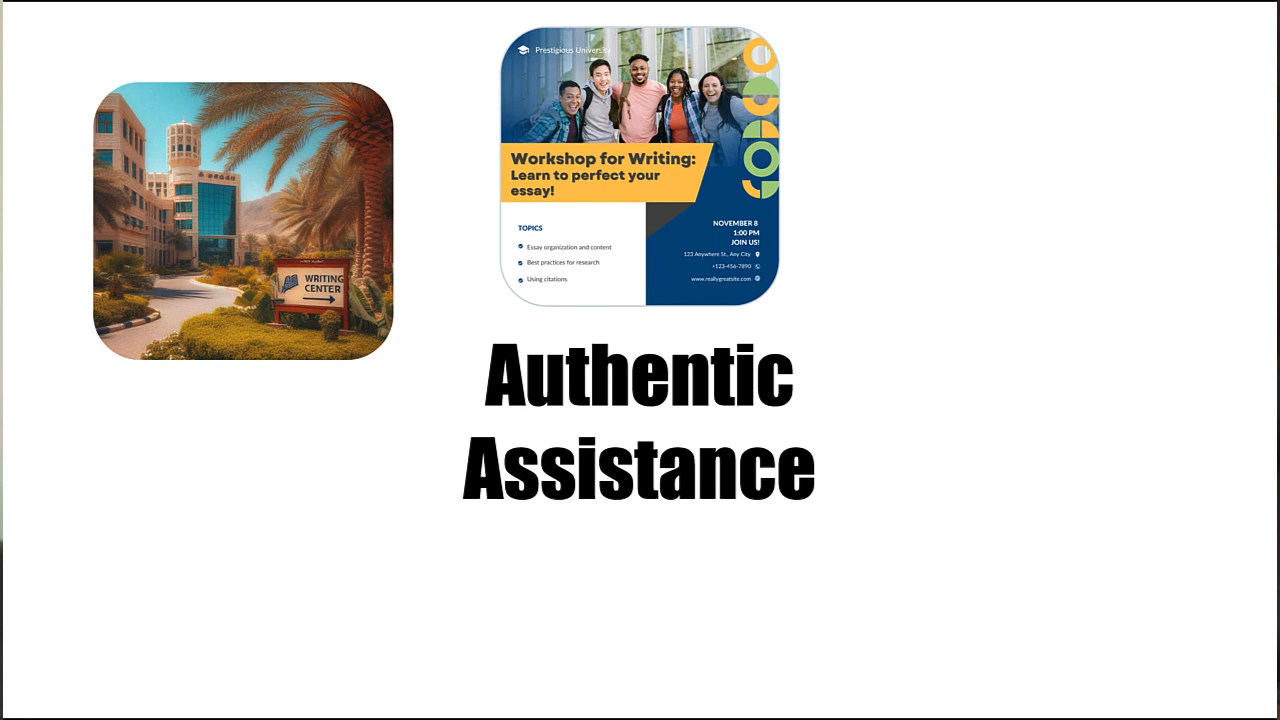 WRITING
CENTER
Prestigious University
Workshop for Writing:
Learn to perfect your
essay!
TOPICS
Essay organization and content
Best practices for research
Using citations
NOVEMBER 8
1:00 PM
JOIN US!
123 Anywhere St., Any City
+123-456-7890
www.reallygreatsite.com
Authentic
Assistance